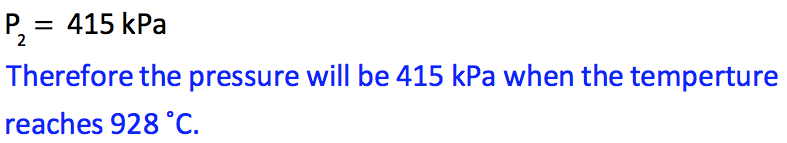 P₂ = 415 kPa
Therefore the pressure will be 415 kPa when the temperture
reaches 928 ˚C.